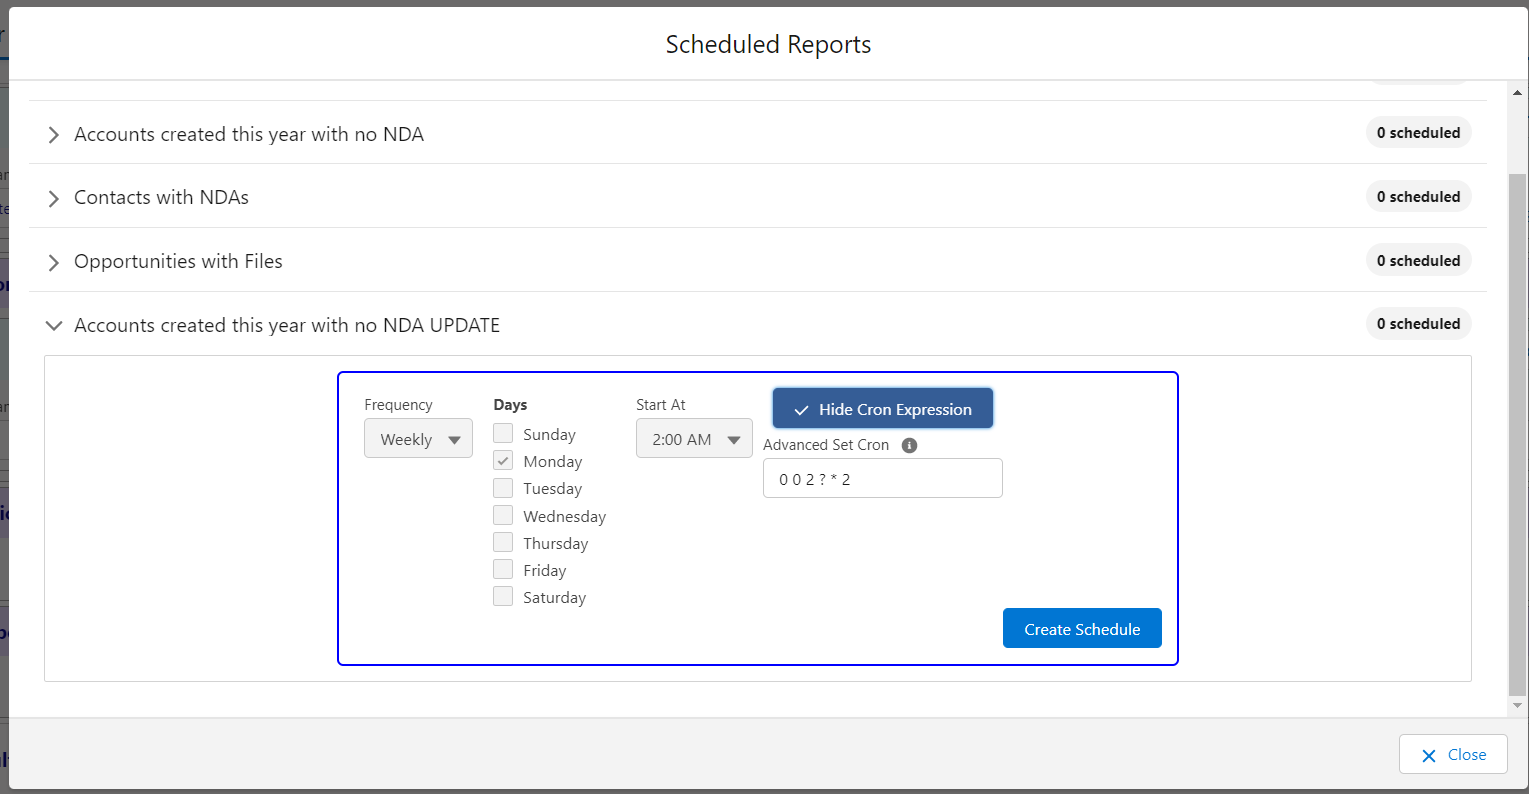 Scheduled Reports
Accounts created this year with no NDA
0 scheduled
Contacts with NDAs
0 scheduled
Opportunities with Files
0 scheduled
Accounts created this year with no NDA UPDATE
0 scheduled
Frequency
Weekly
Days
Sunday
Monday
Tuesday
Wednesday
Thursday
Friday
Saturday
Start At
2:00 AM
Hide Cron Expression
Advanced Set Cron
0 0 2 ? * 2
Create Schedule
Close